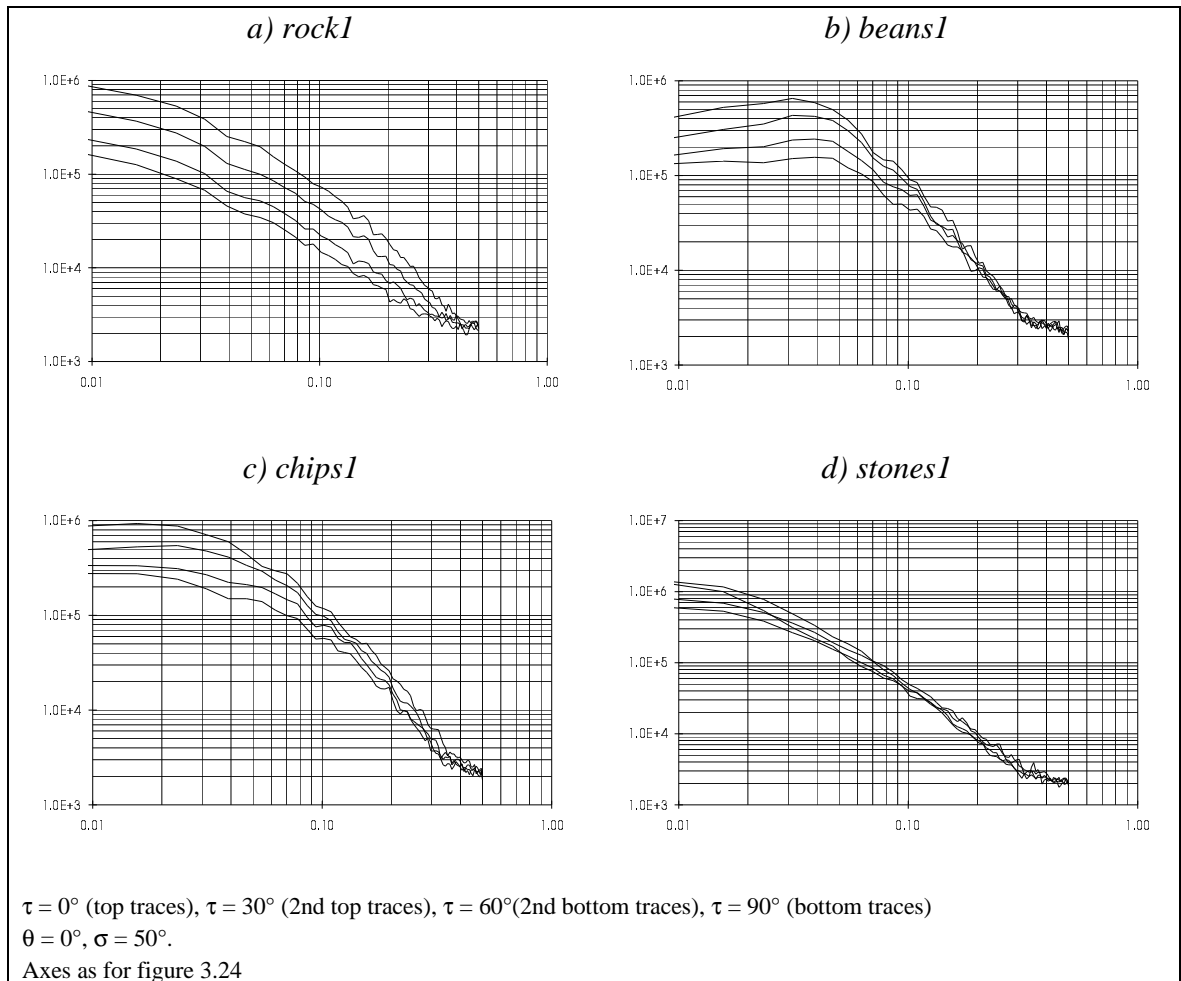 a) rock1
b) beans1
1.0E+6
1.0E+5
1.0E+4
1.0E+3
0.01
0.10
1.00
1.0E+6
1.0E+5
1.0E+4
1.0E+3
0.01
0.10
1.00
c) chips1
d) stones1
1.0E+6
1.0E+5
1.0E+4
1.0E+3
0.01
0.10
1.00
1.0E+7
1.0E+6
1.0E+5
1.0E+4
1.0E+3
0.01
0.10
1.00
τ = 0° (top traces), τ = 30° (2nd top traces), τ = 60°(2nd bottom traces), τ = 90° (bottom traces)
θ = 0°, σ = 50°.
Axes as for figure 3.24